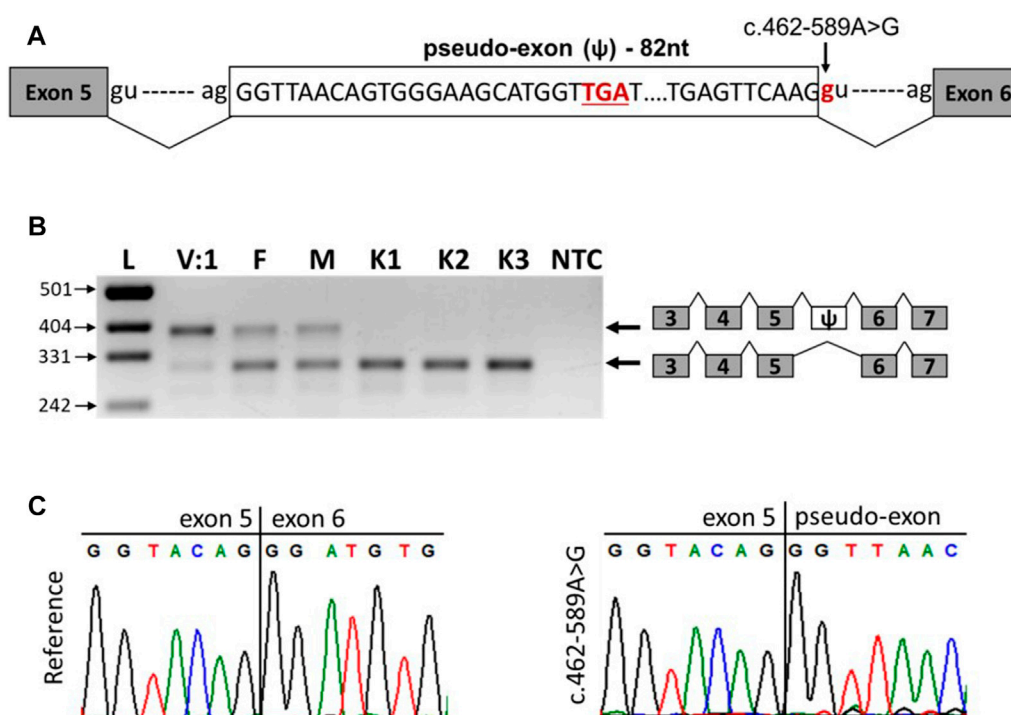 A
c.462-589A>G
pseudo-exon (ψ) - 82nt
Exon 5 gu ------ ag GGTTAACAGTGGGAAGCATGGTTGAT....TGAGTTCAAG gu ------ ag Exon 6
B
L V:1 F M K1 K2 K3 NTC
501
404
331
242
3 4 5 ψ 6 7
3 4 5 6 7
C
exon 5 exon 6
G G T A C A G G G A T G T G
Reference
exon 5 pseudo-exon
G G T A C A G G G T T A A C
c.462-589A>G